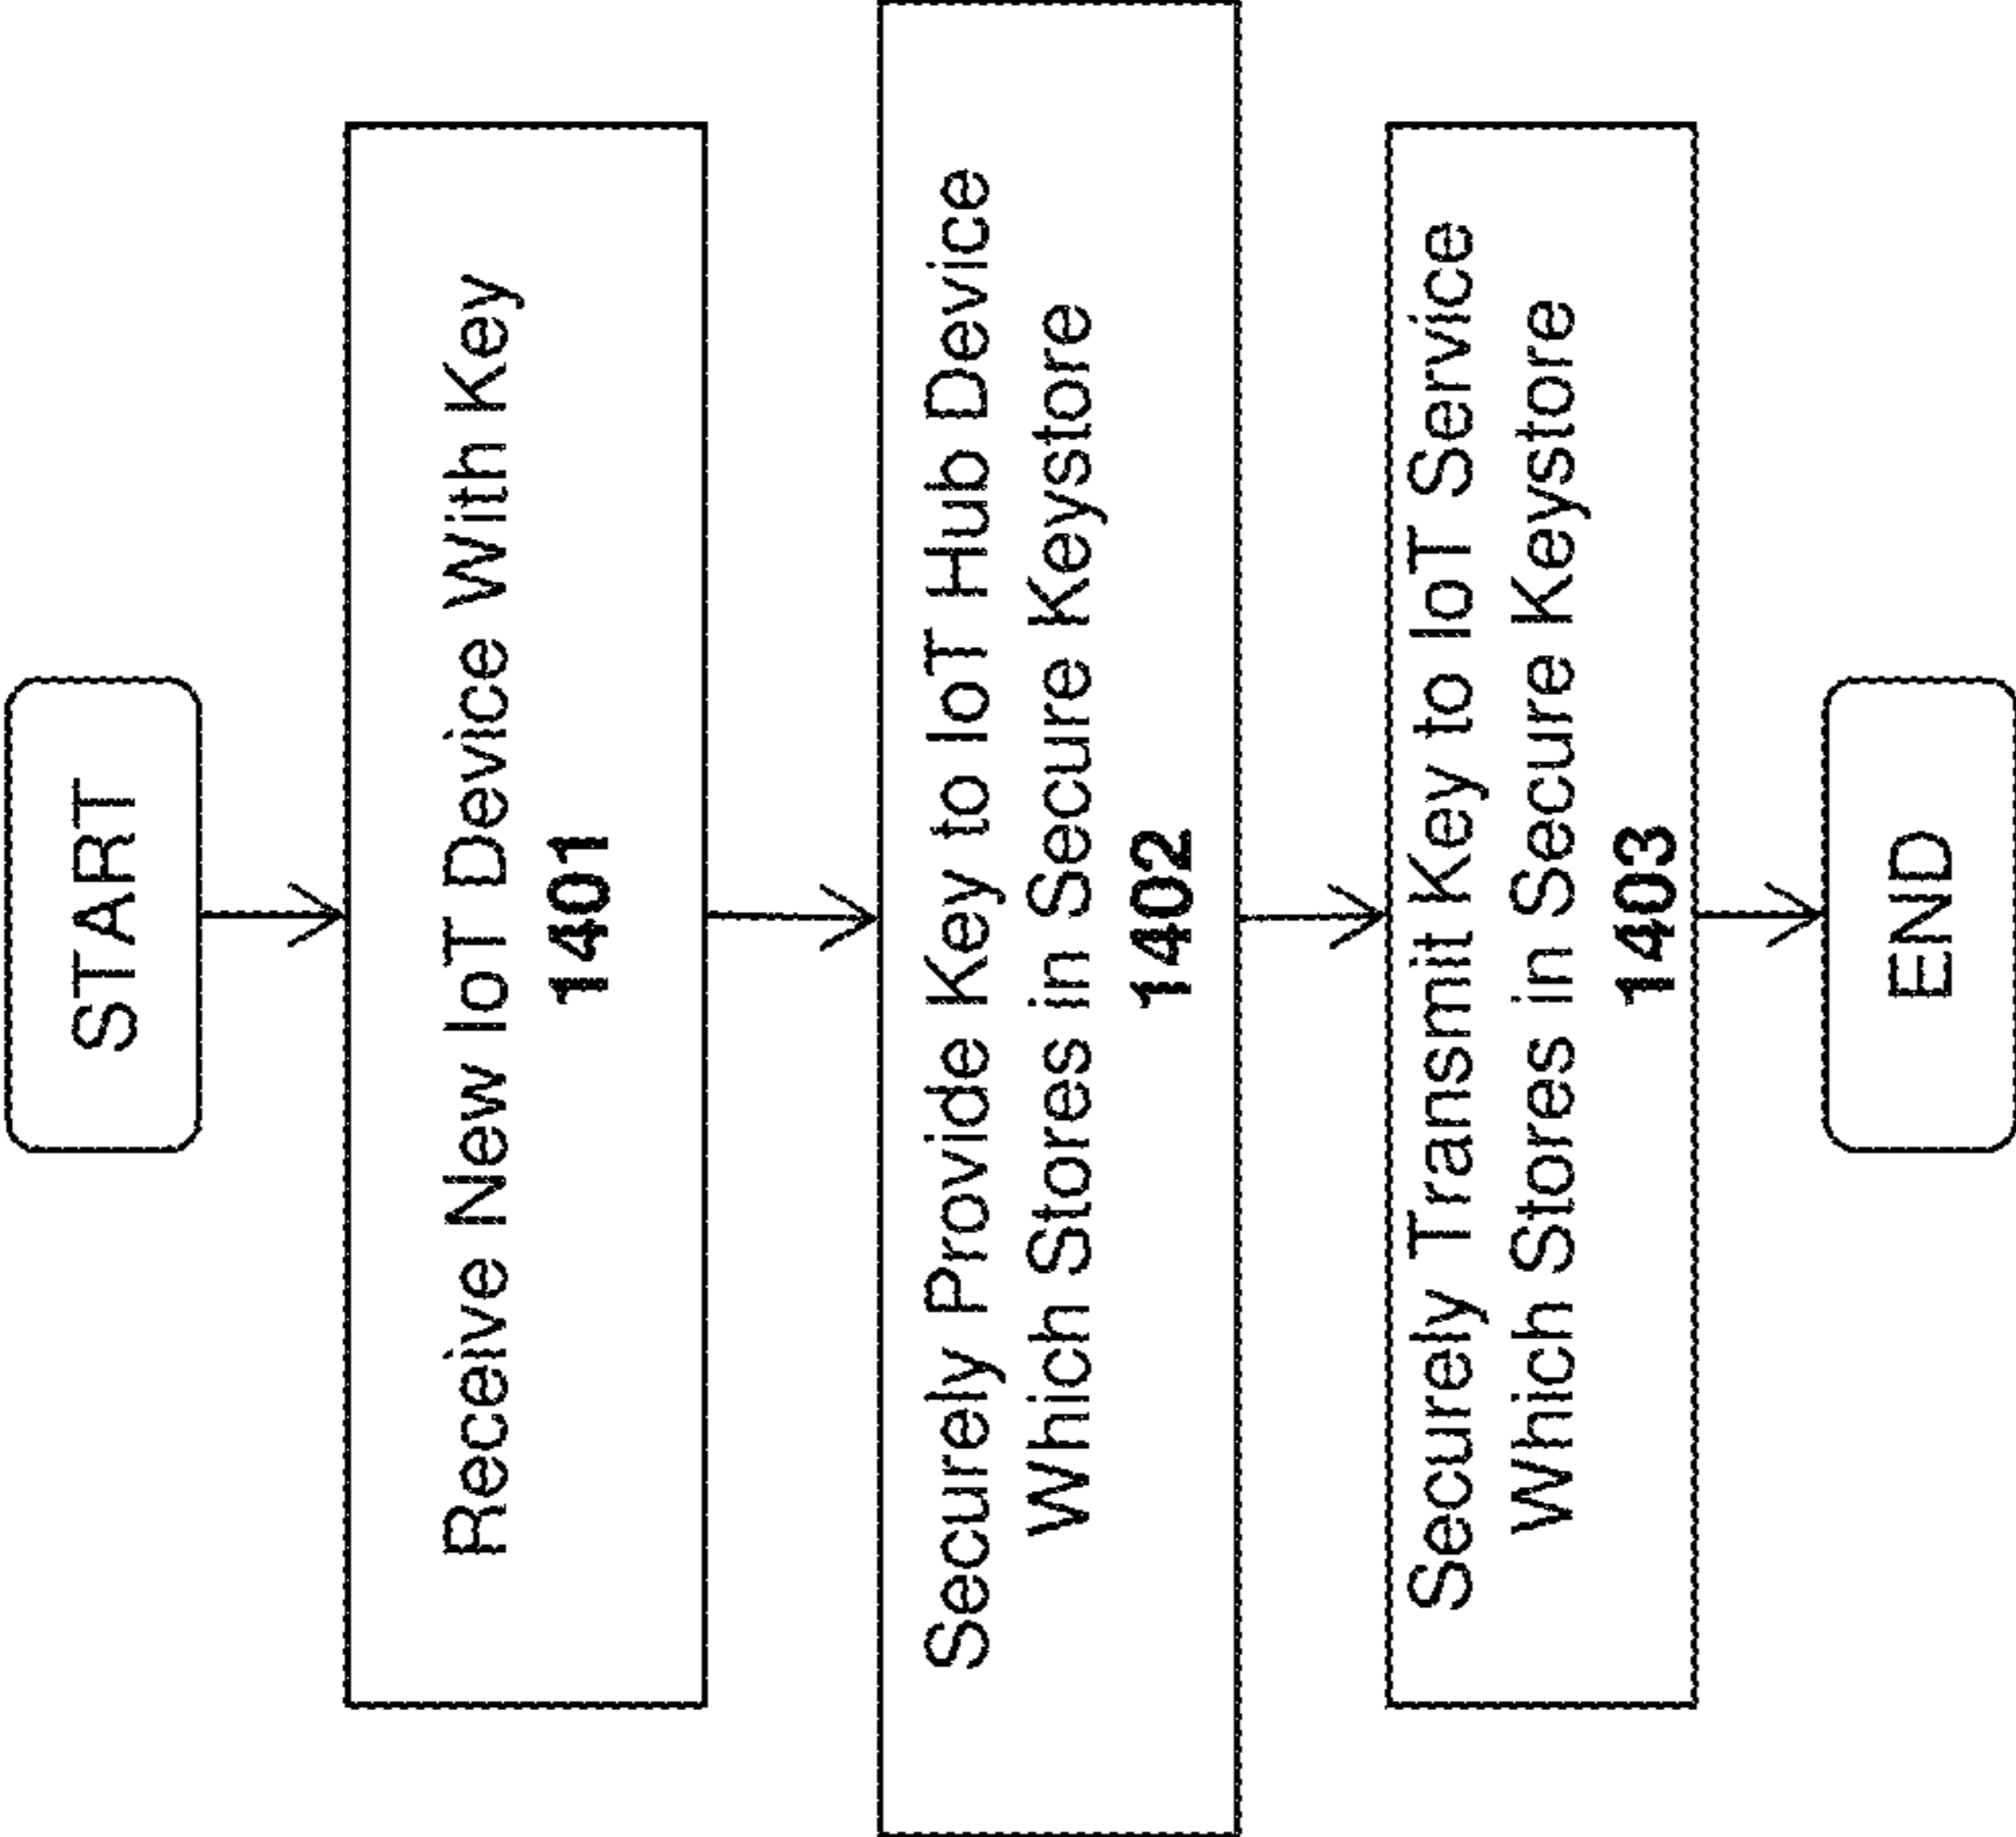 START
Receive New IoT Device With Key
1401
Securely Provide Key to IoT Hub Device
Which Stores in Secure Keystore
1402
Securely Transmit Key to IoT Service
Which Stores in Secure Keystore
1403
END